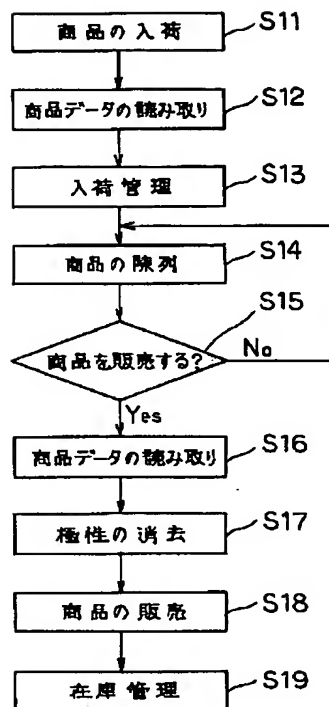 商品の入荷 S11
商品データの読み取り S12
入荷管理 S13
商品の陳列 S14
商品を販売する? S15
No
Yes
商品データの読み取り S16
極性の消去 S17
商品の販売 S18
在庫管理 S19